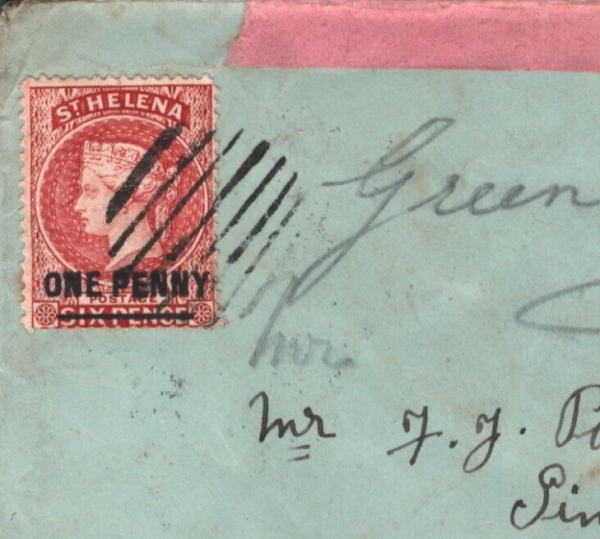 ST HELENA
ONE PENNY
POSTAGE
SIX PENCE
Green
mr
Mr J. J.